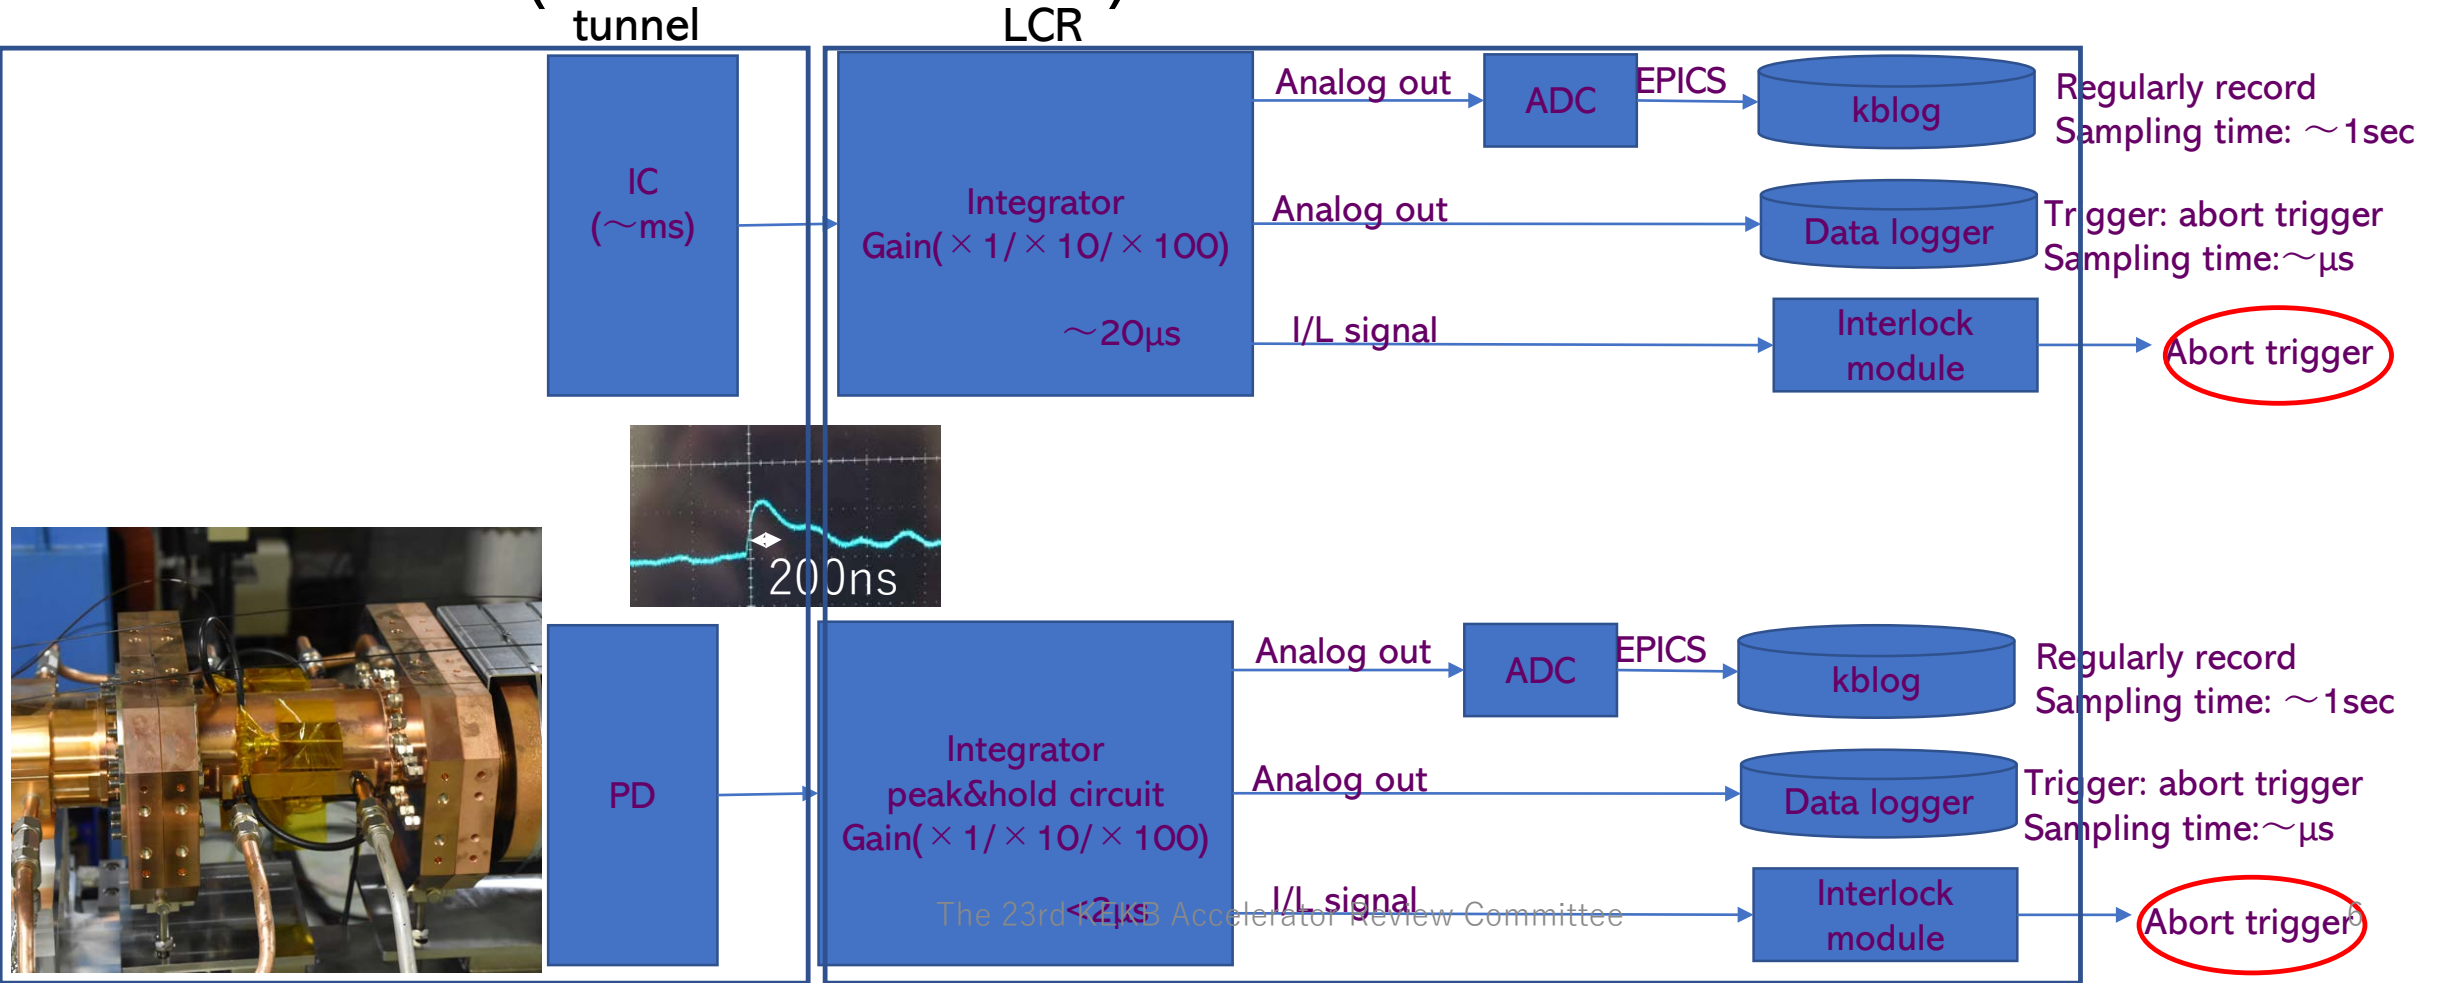 tunnel
LCR
IC
(～ms)
Integrator
Gain(×1/×10/×100)
～20μs
Analog out
ADC
EPICS
kblog
Regularly record
Sampling time: ～1sec
Analog out
Data logger
Trigger: abort trigger
Sampling time:～μs
I/L signal
Interlock
module
Abort trigger
200ns
PD
Integrator
peak&hold circuit
Gain(×1/×10/×100)
<2μs
Analog out
ADC
EPICS
kblog
Regularly record
Sampling time: ～1sec
Analog out
Data logger
Trigger: abort trigger
Sampling time:～μs
I/L signal
Interlock
module
Abort trigger
The 23rd KEKB Accelerator Review Committee
6